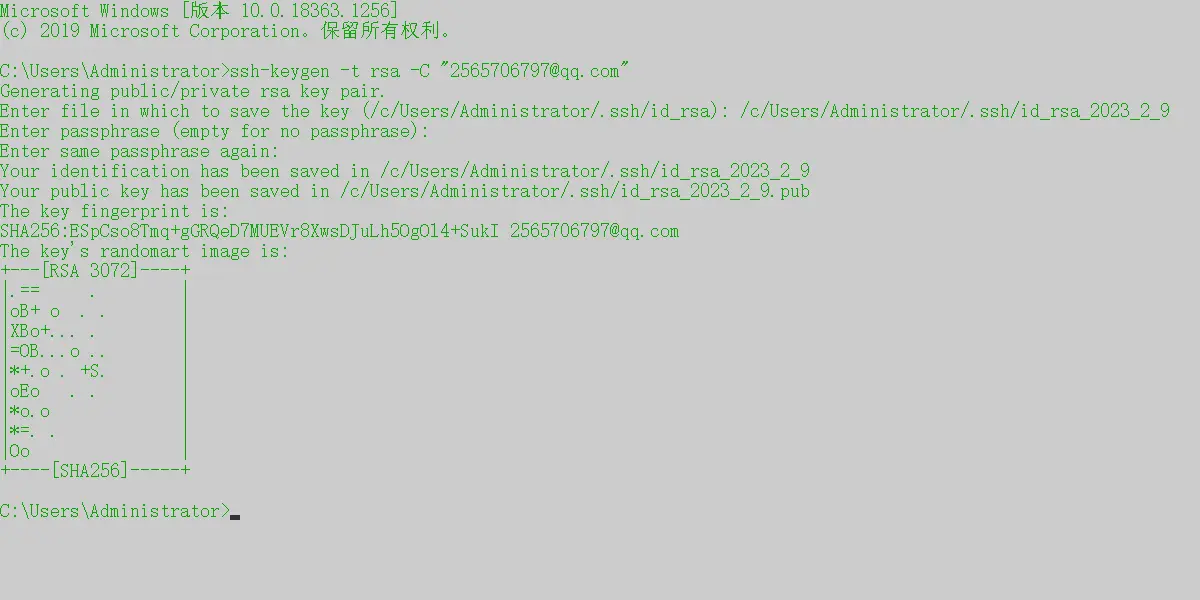 Microsoft Windows [版本 10.0.18363.1256]
(c) 2019 Microsoft Corporation。保留所有权利。
C:\Users\Administrator>ssh-keygen -t rsa -C "2565706797@qq.com"
Generating public/private rsa key pair.
Enter file in which to save the key (/c/Users/Administrator/.ssh/id_rsa): /c/Users/Administrator/.ssh/id_rsa_2023_2_9
Enter passphrase (empty for no passphrase):
Enter same passphrase again:
Your identification has been saved in /c/Users/Administrator/.ssh/id_rsa_2023_2_9
Your public key has been saved in /c/Users/Administrator/.ssh/id_rsa_2023_2_9.pub
The key fingerprint is:
SHA256:ESpCso8Tmq+gGRQeD7MUEVr8XwsDJuLh5OgOl4+SukI 2565706797@qq.com
The key's randomart image is:
+---[RSA 3072]----+
|.==     .        |
|oB+ o  . .       |
|XBo+... .        |
|=OB...o ..       |
|*+.o . +S.       |
|oEo   . .        |
|*o.o             |
|*=. .            |
|Oo               |
+----[SHA256]-----+
C:\Users\Administrator>